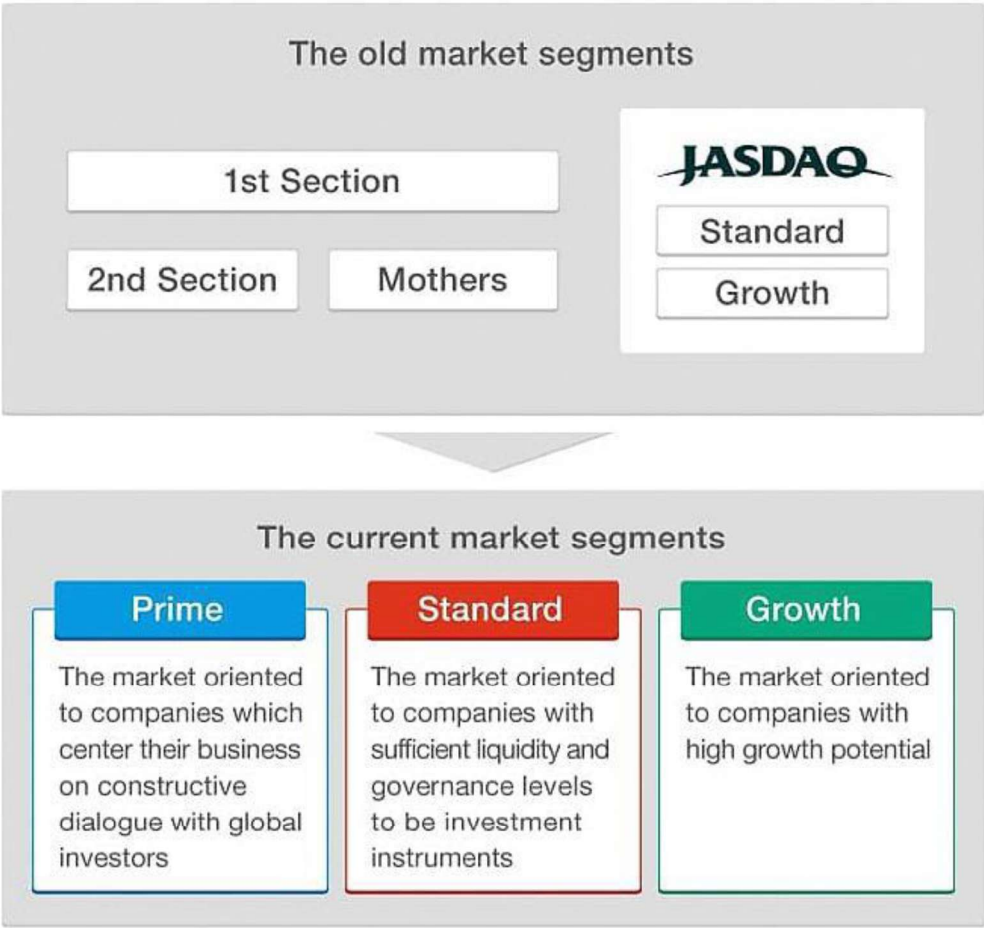 The old market segments
1st Section
2nd Section
Mothers
JASDAQ
Standard
Growth
The current market segments
Prime
The market oriented
to companies which
center their business
on constructive
dialogue with global
investors
Standard
The market oriented
to companies with
sufficient liquidity and
governance levels
to be investment
instruments
Growth
The market oriented
to companies with
high growth potential